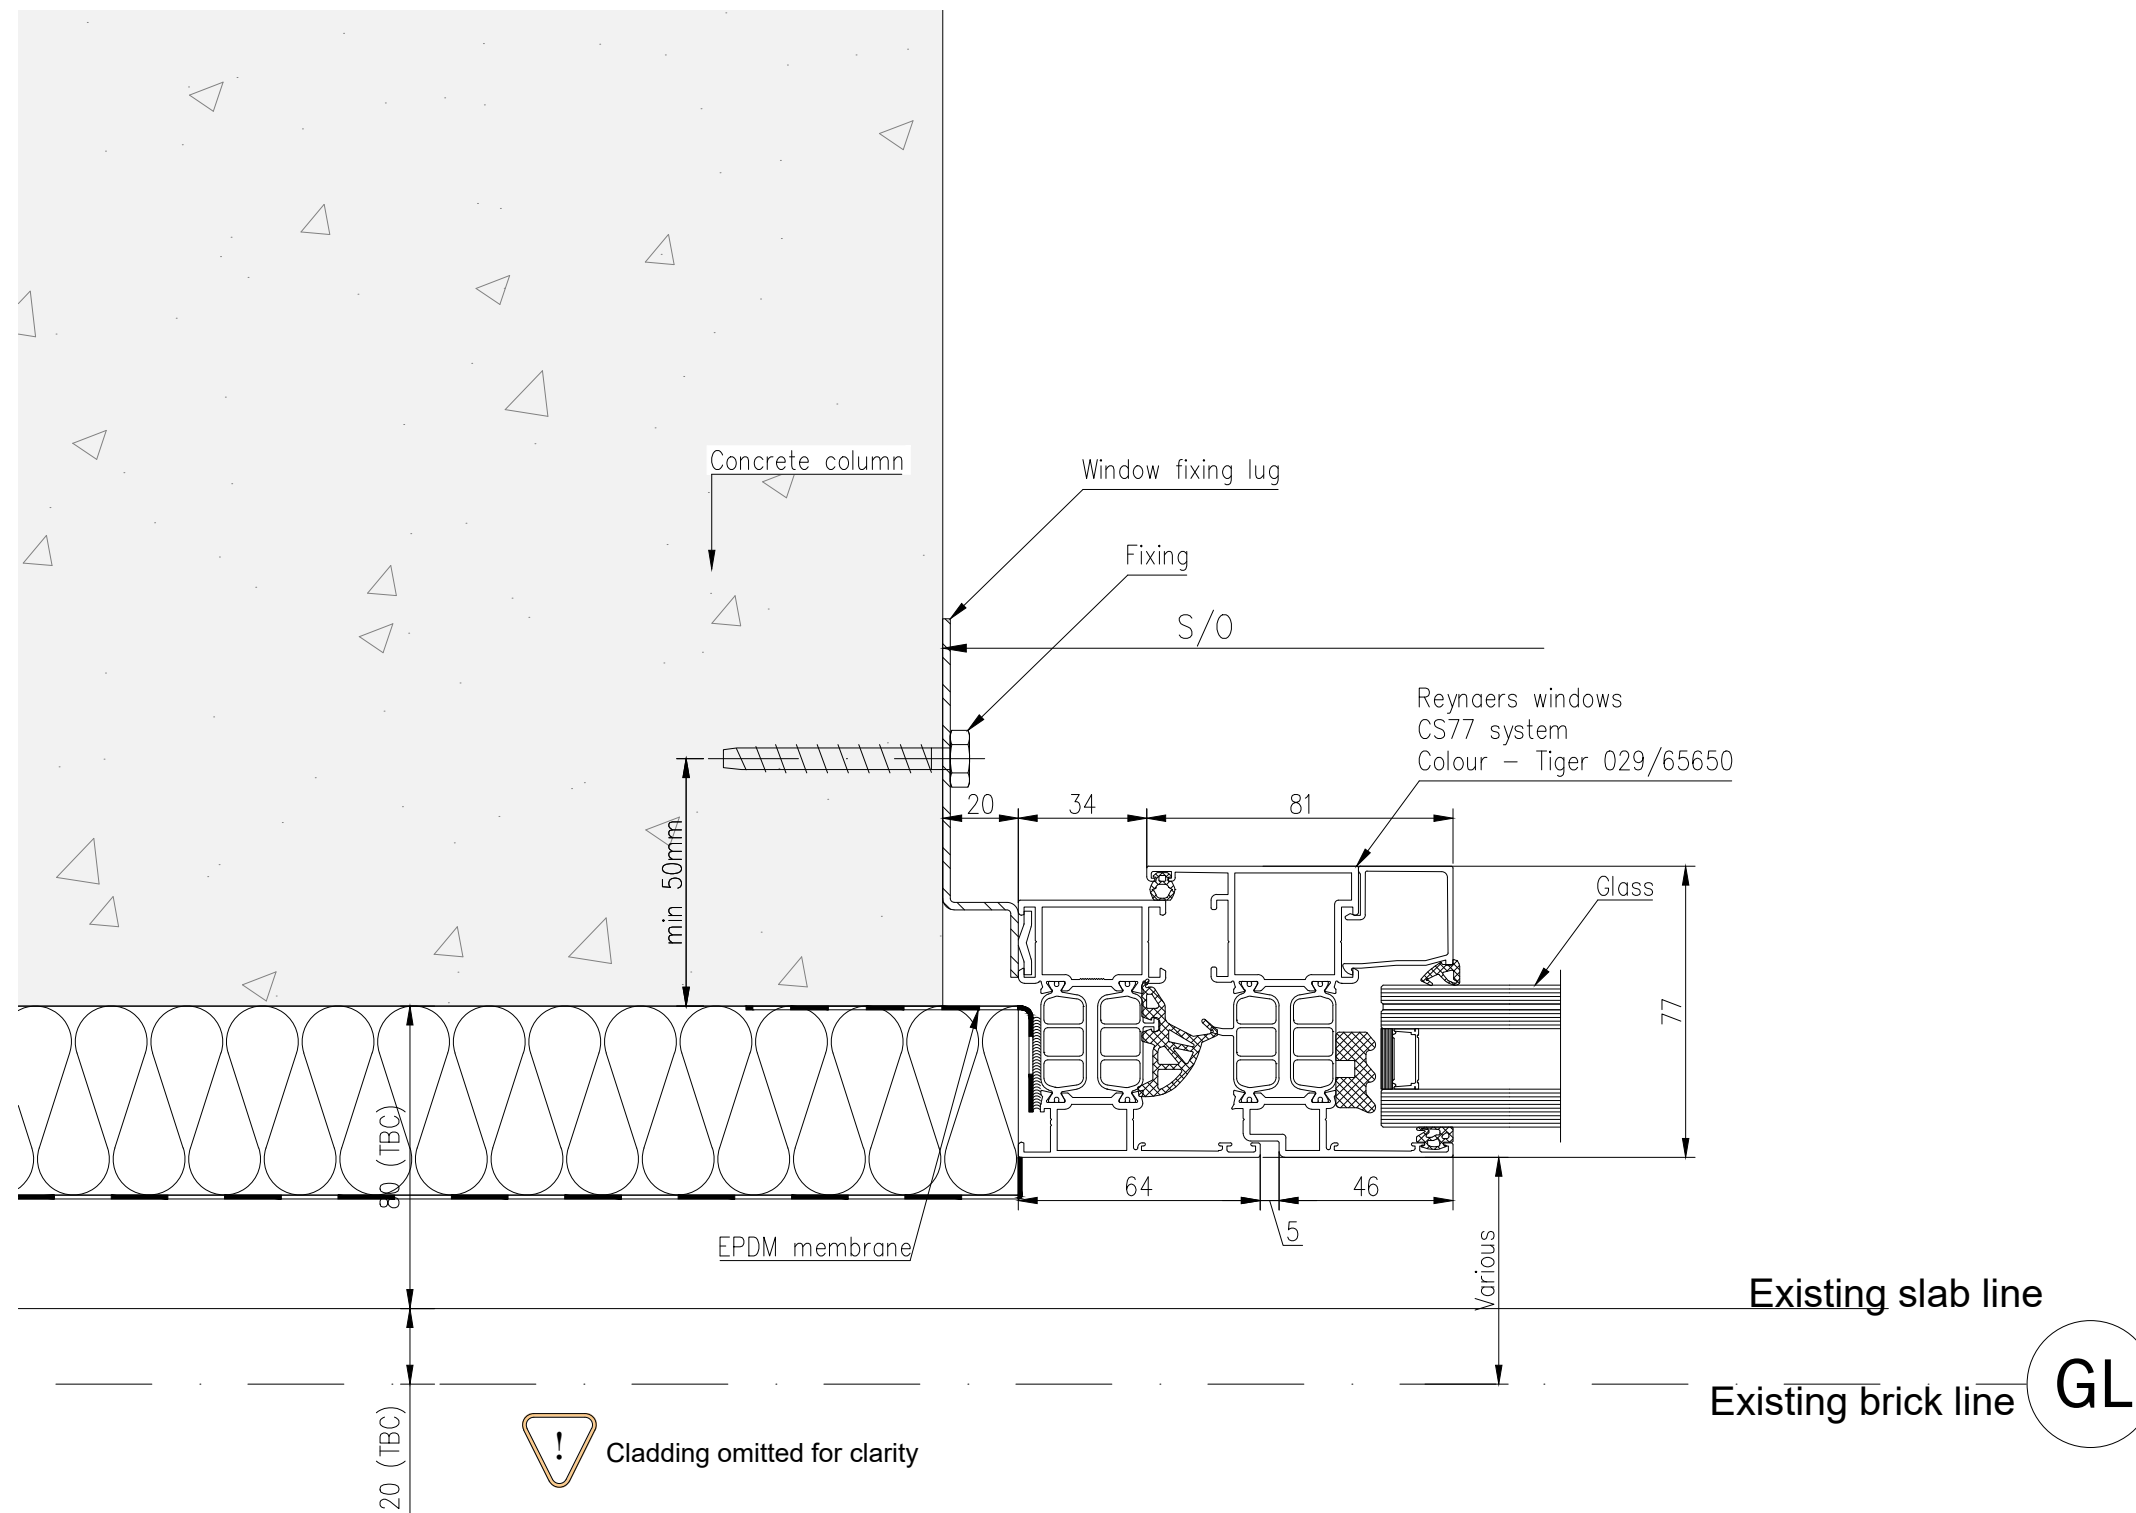 Concrete column
Window fixing lug
Fixing
S/O
Reynaers windows
CS77 system
Colour – Tiger 029/65650
20
34
81
min 50mm
Glass
77
80 (TBC)
64
46
5
EPDM membrane
Various
Existing slab line
GL
Existing brick line
20 (TBC)
!
Cladding omitted for clarity